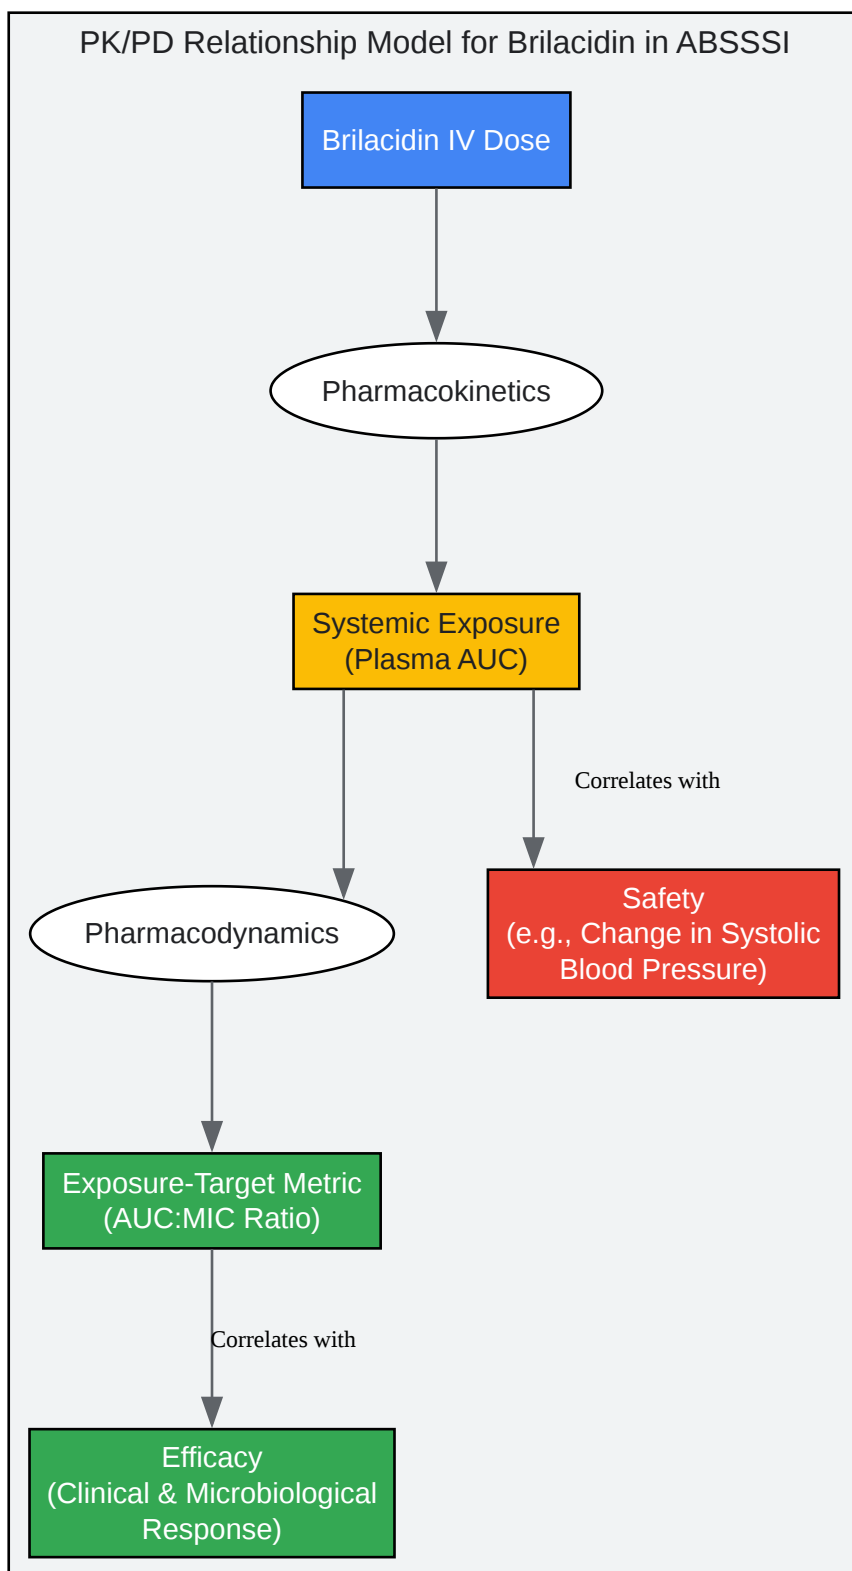 PK/PD Relationship Model for Brilacidin in ABSSSI
Brilacidin IV Dose
Pharmacokinetics
Systemic Exposure
(Plasma AUC)
Correlates with
Safety
(e.g., Change in Systolic
Blood Pressure)
Pharmacodynamics
Exposure-Target Metric
(AUC:MIC Ratio)
Correlates with
Efficacy
(Clinical & Microbiological
Response)